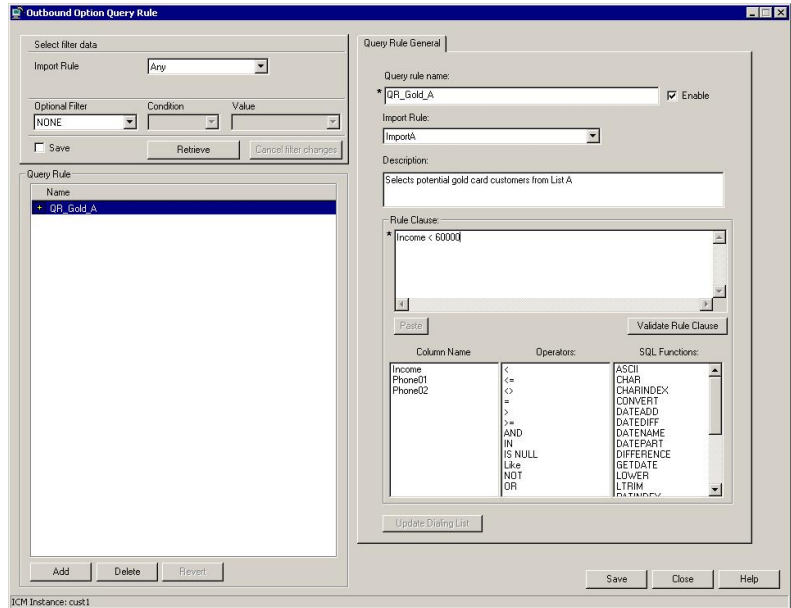 Outbound Option Query Rule
Select filter data
Import Rule
Any
Optional Filter
Condition
Value
NONE
Save
Retrieve
Cancel filter changes
Query Rule
Name
+ QR_Gold_A
Add
Delete
Revert
Query Rule General
Query rule name:
* QR_Gold_A
Enable
Import Rule:
ImportA
Description:
Selects potential gold card customers from List A
Rule Clause:
* Income < 60000
Paste
Validate Rule Clause
Column Name
Income
Phone01
Phone02
Operators:
<
<=
<>
=
>
>=
AND
IN
IS NULL
Like
NOT
OR
SQL Functions:
ASCII
CHAR
CHARINDEX
CONVERT
DATEADD
DATEDIFF
DATENAME
DATEPART
DIFFERENCE
GETDATE
LOWER
LTRIM
PATINDEX
Update Dialing List
Save
Close
Help
ICM Instance: cust1